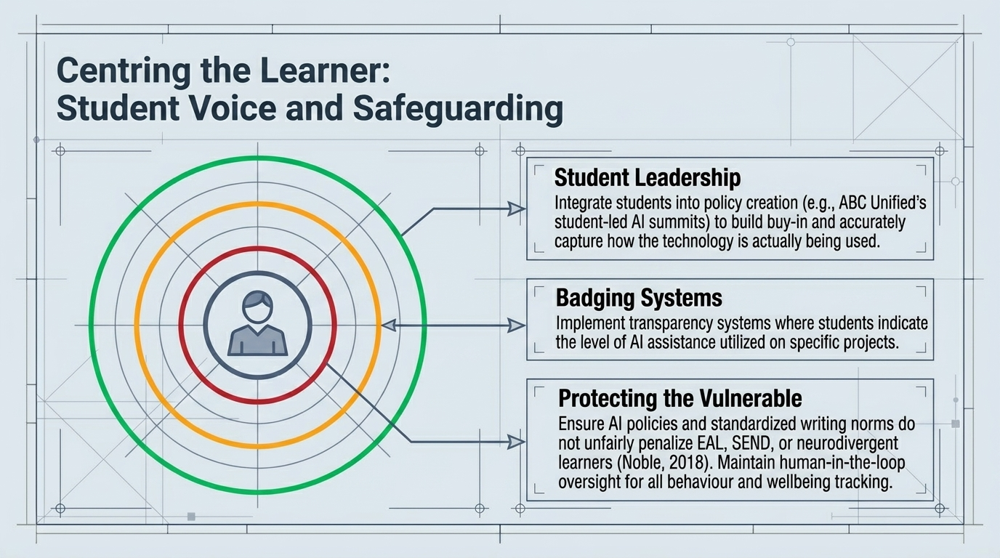 Centring the Learner:
Student Voice and Safeguarding
Student Leadership
Integrate students into policy creation (e.g., ABC Unified's
student-led AI summits) to build buy-in and accurately
capture how the technology is actually being used.
Badging Systems
Implement transparency systems where students indicate
the level of AI assistance utilized on specific projects.
Protecting the Vulnerable
Ensure AI policies and standardized writing norms do
not unfairly penalize EAL, SEND, or neurodivergent
learners (Noble, 2018). Maintain human-in-the-loop
oversight for all behaviour and wellbeing tracking.